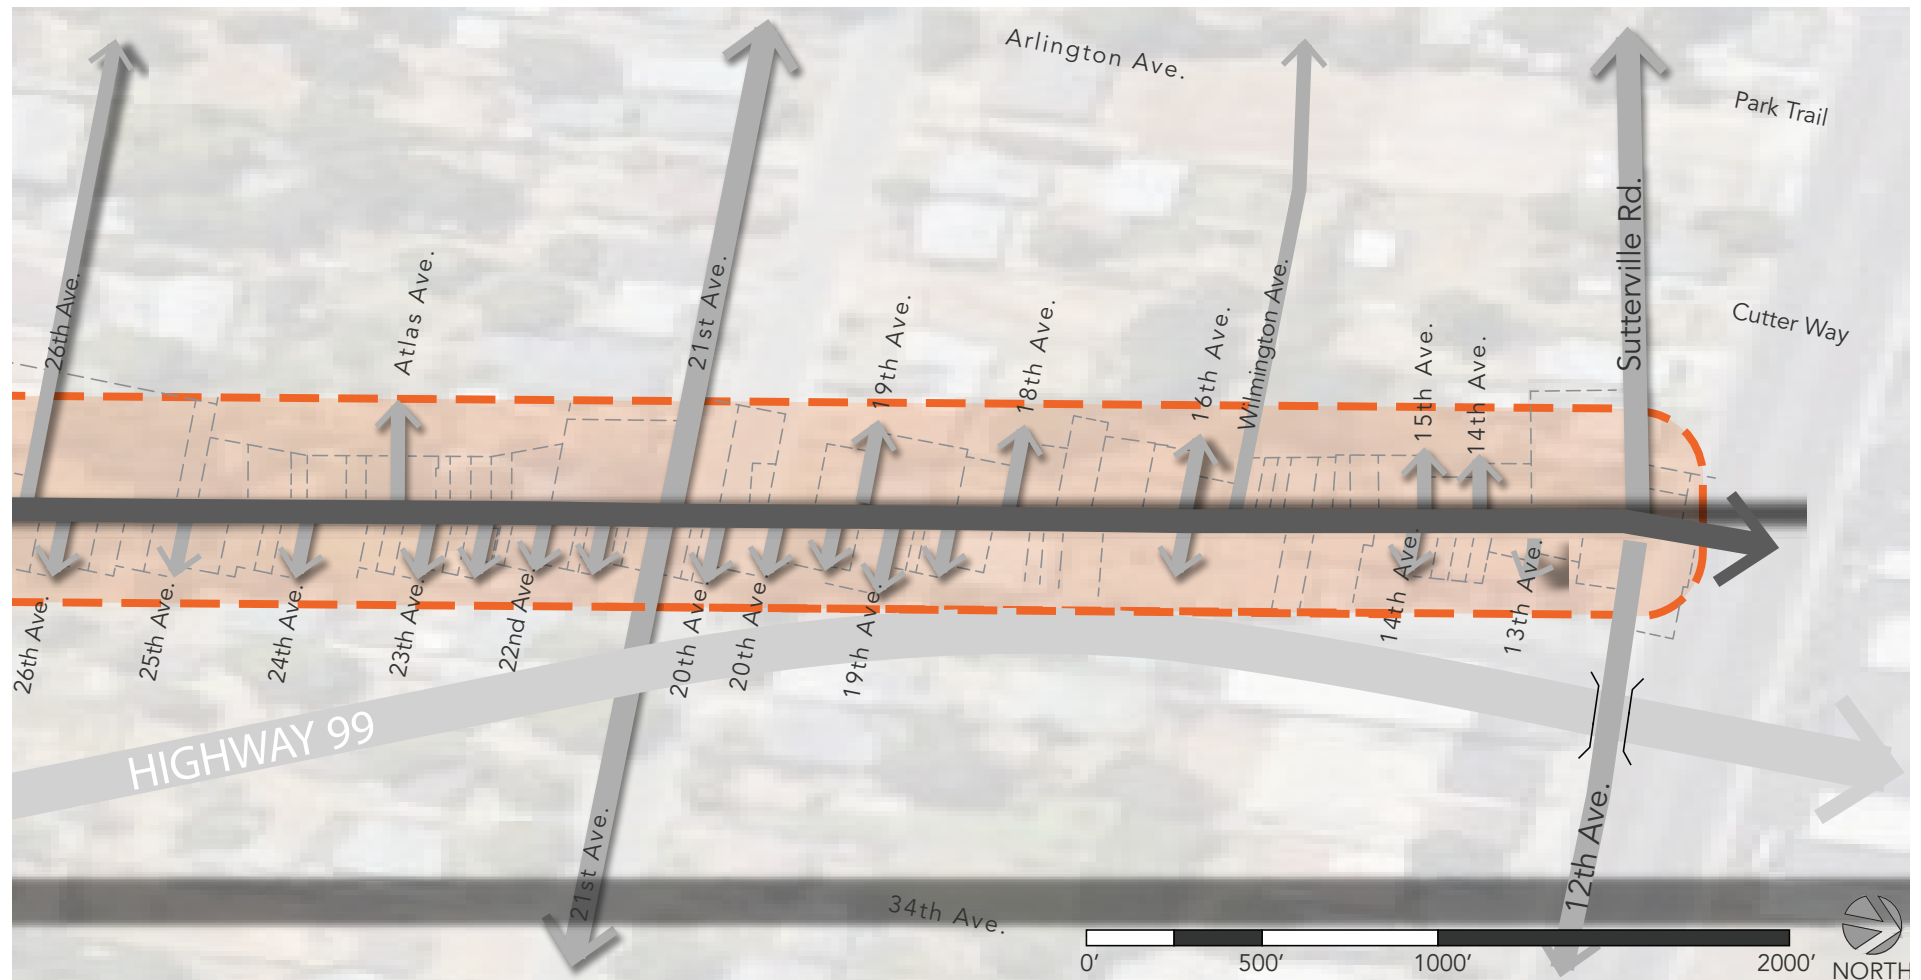 Arlington Ave.
Park Trail
Sutterville Rd.
Cutter Way
26th Ave.
Atlas Ave.
21st Ave.
19th Ave.
18th Ave.
16th Ave.
Wilmington Ave.
15th Ave.
14th Ave.
26th Ave.
25th Ave.
24th Ave.
23th Ave.
22nd Ave.
20th Ave.
20th Ave.
19th Ave.
14th Ave.
13th Ave.
HIGHWAY 99
21st Ave.
12th Ave.
34th Ave.
0' 500' 1000' 2000'
NORTH